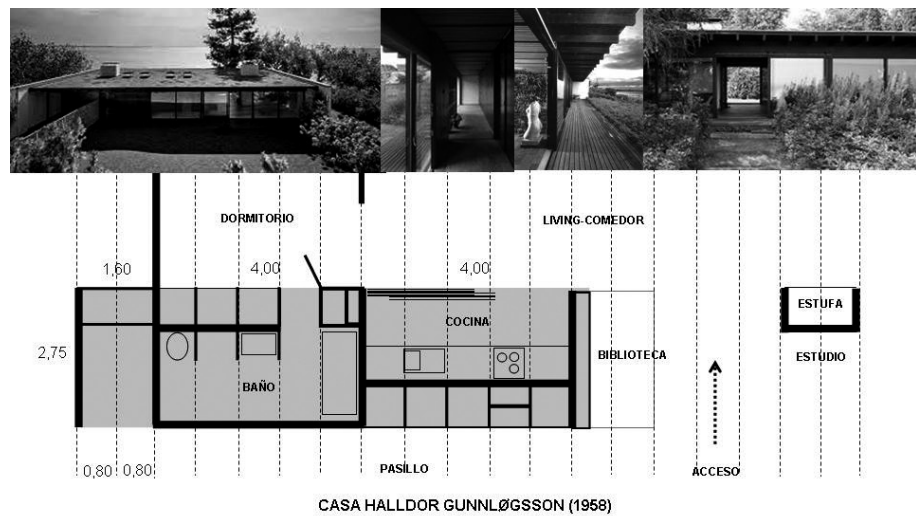 DORMITORIO
LIVING-COMEDOR
1,60
4,00
4,00
COCINA
ESTUFA
2,75
BIBLIOTECA
ESTUDIO
BAÑO
0,80
0,80
PASILLO
ACCESO
CASA HALLDOR GUNNLØGSSON (1958)